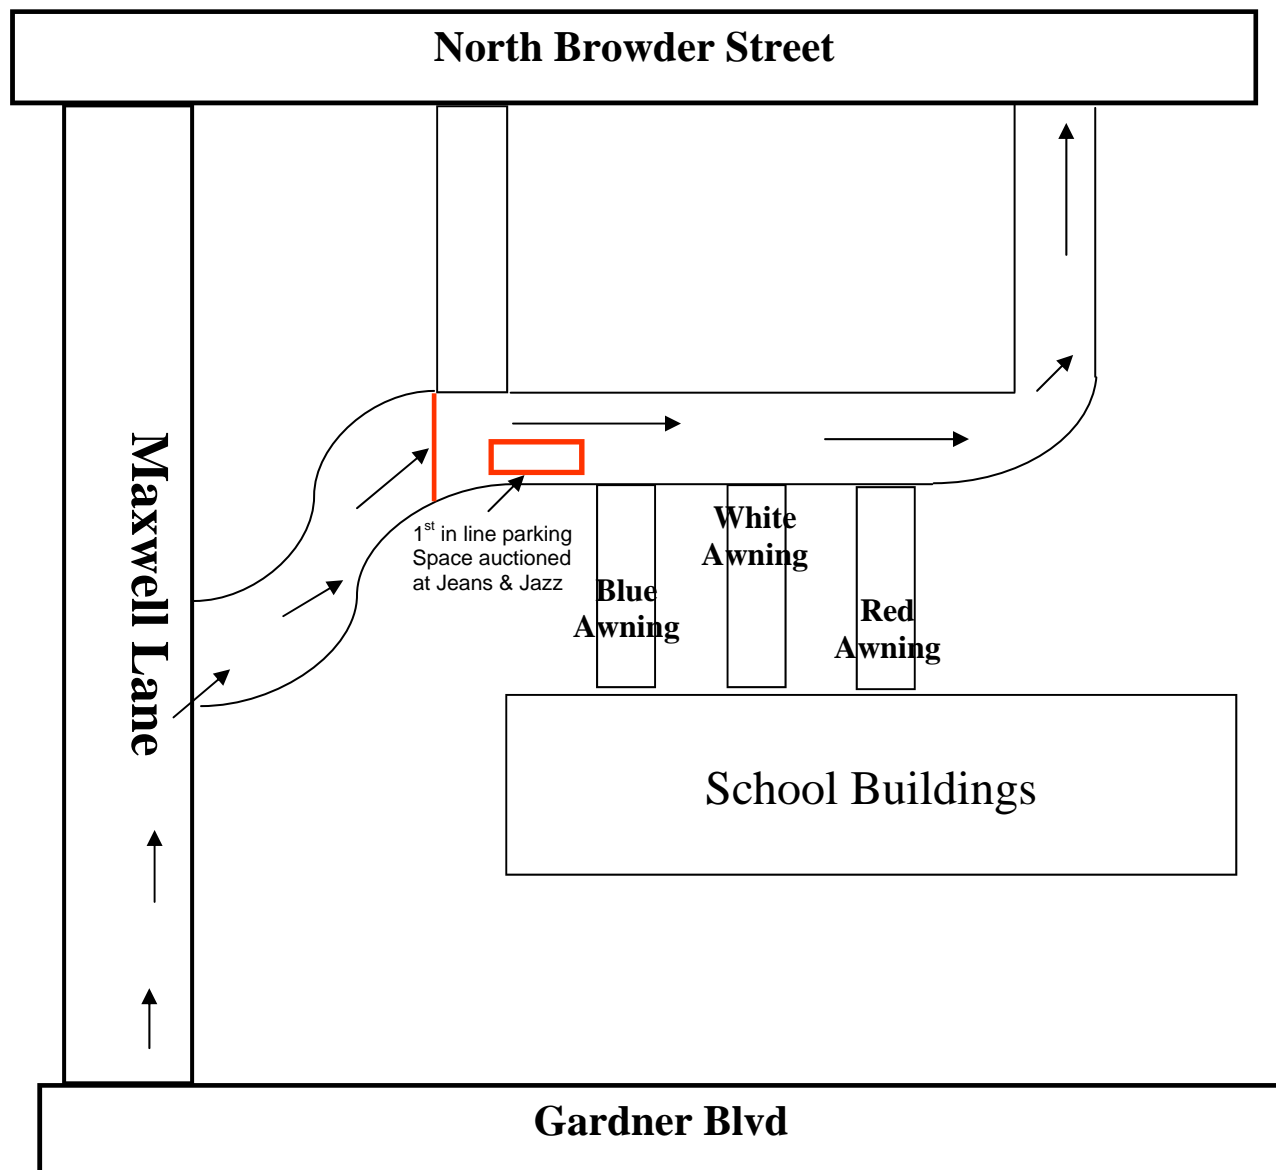 North Browder Street
Maxwell Lane
1st in line parking
Space auctioned
at Jeans & Jazz
Blue
Awning
White
Awning
Red
Awning
School Buildings
Gardner Blvd